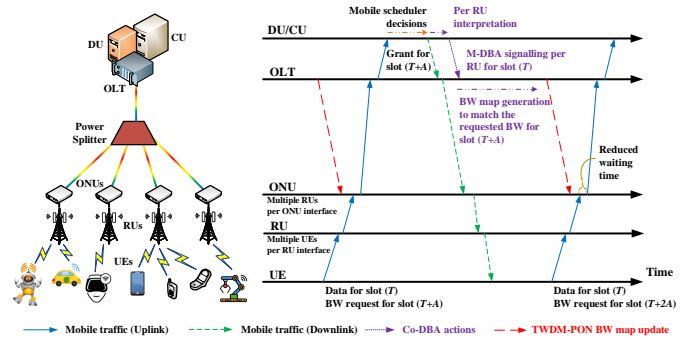 DU
CU
OLT
Power
Splitter
ONUs
RUs
UEs
Mobile scheduler
decisions
Per RU
interpretation
DU/CU
Grant for
slot (T+A)
M-DBA signalling per
RU for slot (T)
OLT
BW map generation
to match the
requested BW for
slot (T+A)
Reduced
waiting
time
ONU
Multiple RUs
per ONU interface
RU
Multiple UEs
per RU interface
UE
Time
Data for slot (T)
BW request for slot (T+A)
Data for slot (T)
BW request for slot (T+2A)
Mobile traffic (Uplink)
Mobile traffic (Downlink)
Co-DBA actions
TWDM-PON BW map update